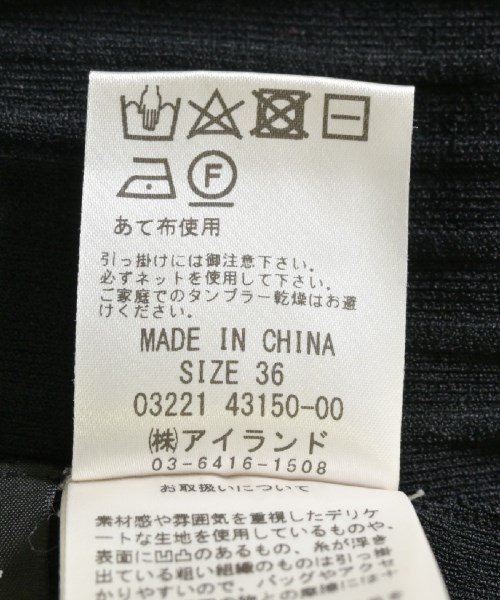 F
あて布使用
引っ掛けには御注意下さい。
必ずネットを使用して下さい。
ご家庭でのタンブラー乾燥はお避
けください。
MADE IN CHINA
SIZE 36
03221 43150-00
㈱アイランド
03-6416-1508
お取扱いについて
素材感や雰囲気を重視したデリケ
ートな生地を使用しているものや、
表面に凹凸のあるもの、糸が浮き
出ている粗い組織のものは引っ掛
かりやすいので、バッグやアクセ